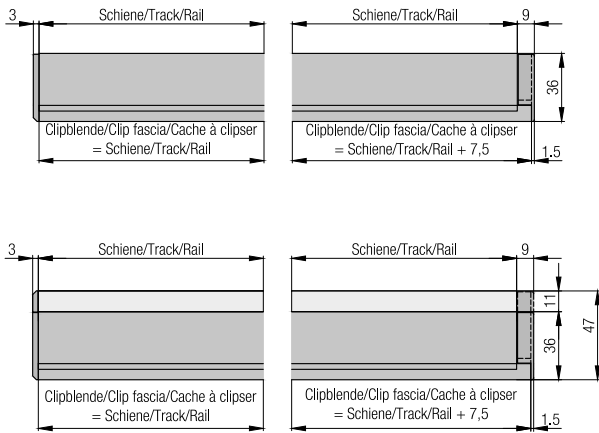 3 Schiene/Track/Rail Schiene/Track/Rail 9
36
Clipblende/Clip fascia/Cache à clipser Clipblende/Clip fascia/Cache à clipser
= Schiene/Track/Rail = Schiene/Track/Rail + 7,5 1.5
3 Schiene/Track/Rail Schiene/Track/Rail 9
11
36 47
Clipblende/Clip fascia/Cache à clipser Clipblende/Clip fascia/Cache à clipser
= Schiene/Track/Rail = Schiene/Track/Rail + 7,5 1.5